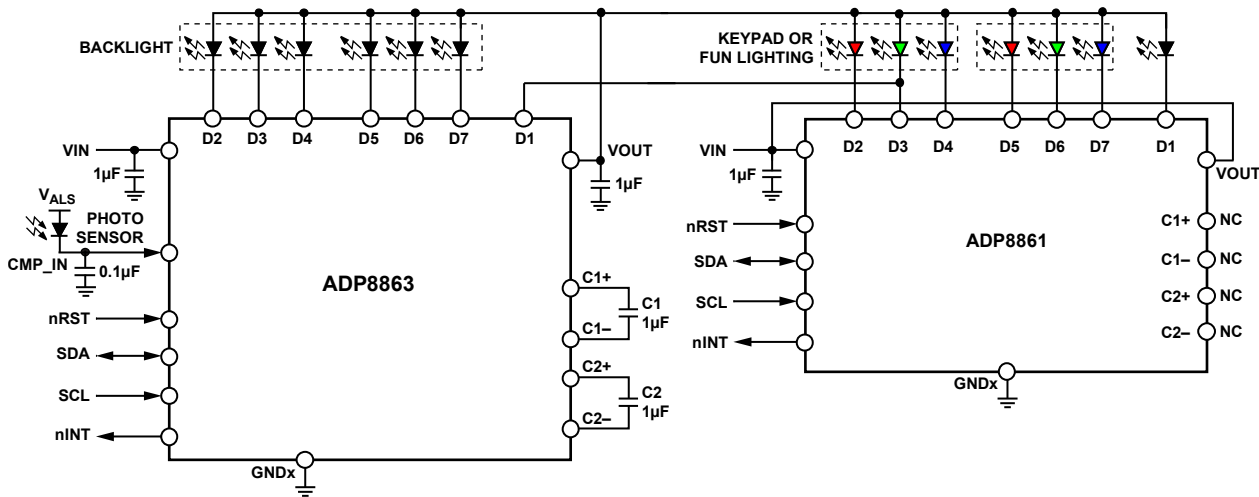 BACKLIGHT
KEYPAD OR
FUN LIGHTING
D2 D3 D4 D5 D6 D7 D1
D2 D3 D4 D5 D6 D7 D1
VIN
1µF
VALS
PHOTO
SENSOR
CMP_IN
0.1µF
nRST
SDA
SCL
nINT
ADP8863
VOUT
1µF
C1+
C1
1µF
C1–
C2+
C2
1µF
C2–
GNDx
VIN
1µF
nRST
SDA
SCL
nINT
ADP8861
VOUT
C1+ NC
C1– NC
C2+ NC
C2– NC
GNDx